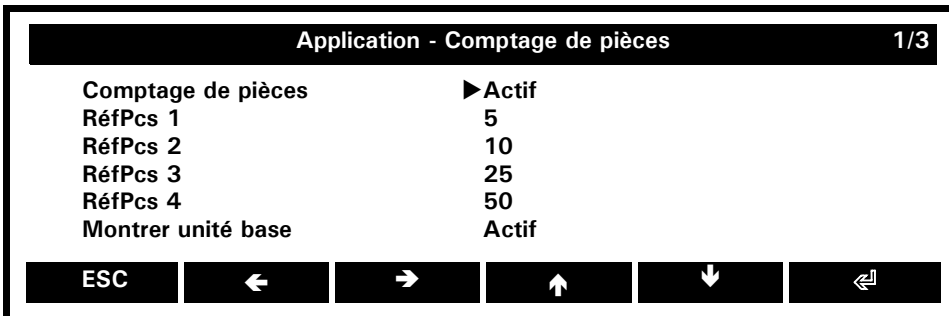 Application - Comptage de pièces 1/3
Comptage de pièces ▶Actif
RéfPcs 1 5
RéfPcs 2 10
RéfPcs 3 25
RéfPcs 4 50
Montrer unité base Actif
ESC ← → ↑ ↓ ↵